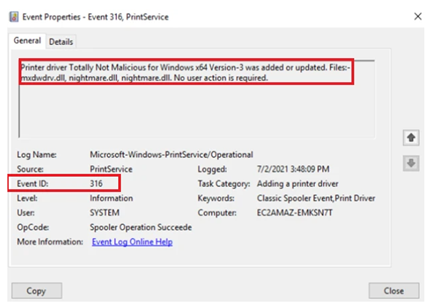 Event Properties - Event 316, PrintService
General Details
Printer driver Totally Not Malicious for Windows x64 Version-3 was added or updated. Files:-
mxdwdrv.dll, nightmare.dll, nightmare.dll. No user action is required.
Log Name: Microsoft-Windows-PrintService/Operational
Source: PrintService Logged: 7/2/2021 3:48:09 PM
Event ID: 316 Task Category: Adding a printer driver
Level: Information Keywords: Classic Spooler Event,Print Driver
User: SYSTEM Computer: EC2AMAZ-EMKSN7T
OpCode: Spooler Operation Succeede
More Information: Event Log Online Help
Copy Close